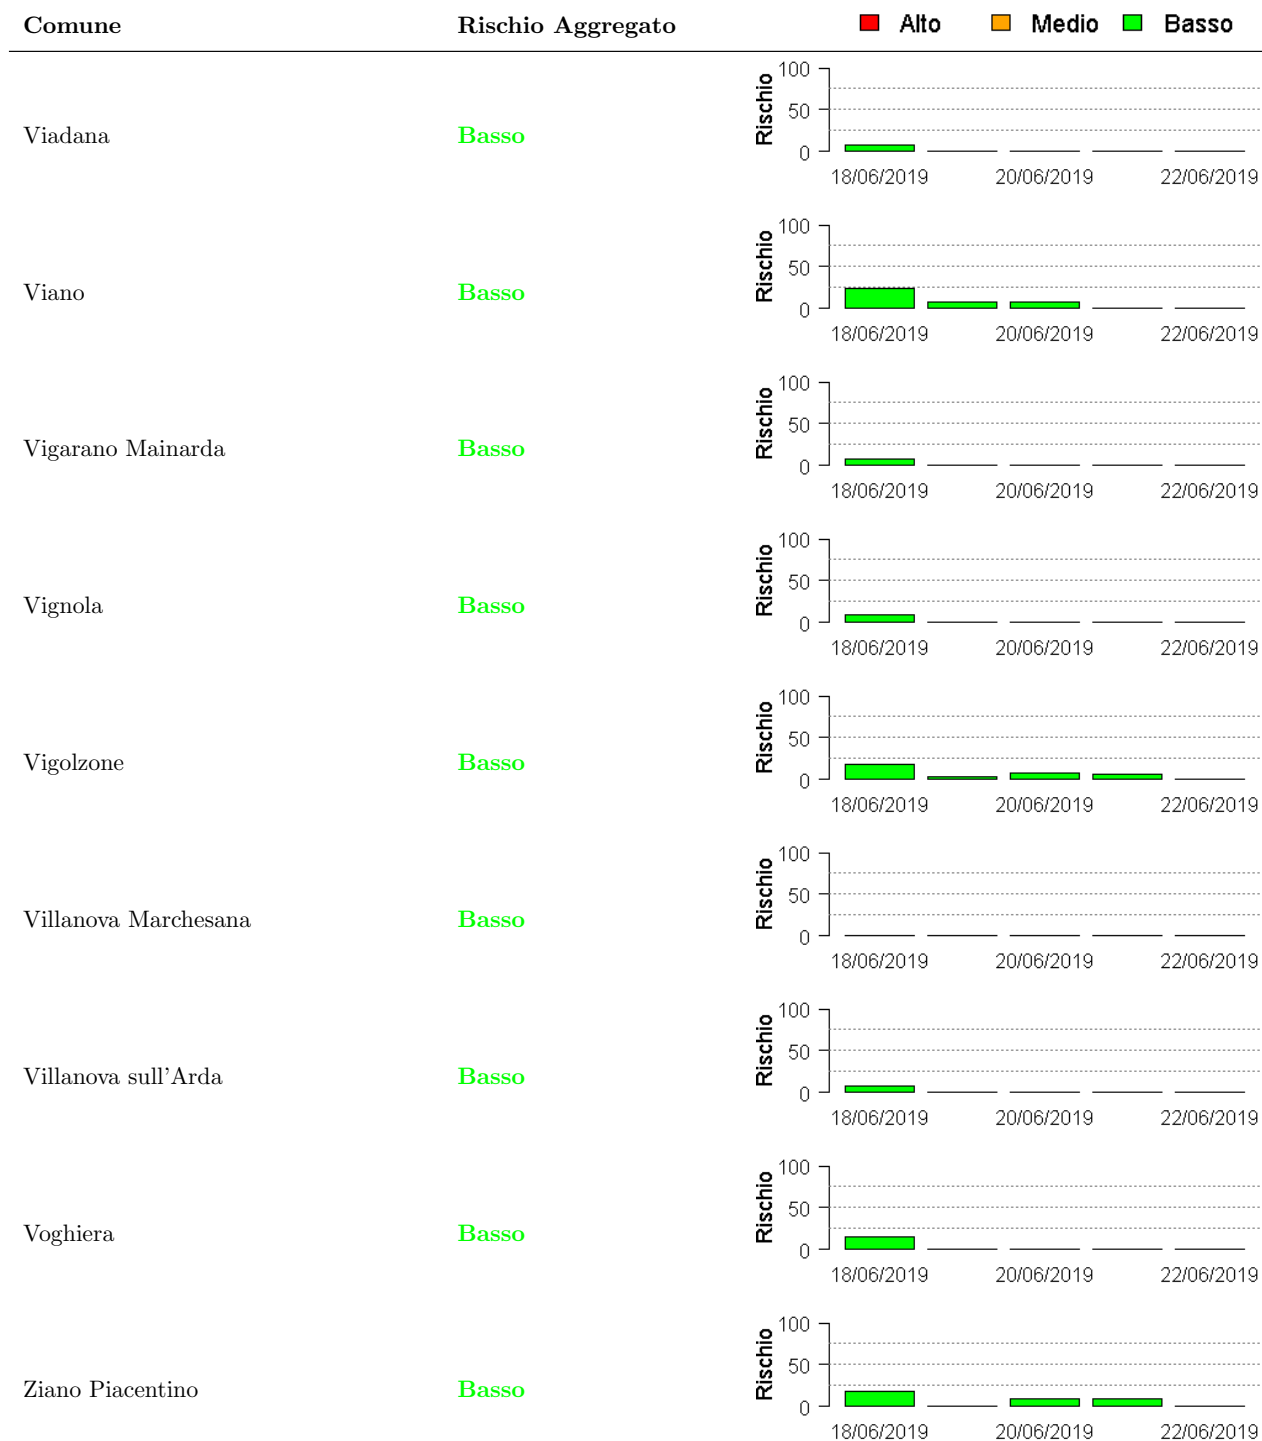 Comune Rischio Aggregato Alto Medio Basso
100
50
0
Rischio
Viadana Basso
18/06/2019 20/06/2019 22/06/2019
100
50
0
Rischio
Viano Basso
18/06/2019 20/06/2019 22/06/2019
100
50
0
Rischio
Vigarano Mainarda Basso
18/06/2019 20/06/2019 22/06/2019
100
50
0
Rischio
Vignola Basso
18/06/2019 20/06/2019 22/06/2019
100
50
0
Rischio
Vigolzone Basso
18/06/2019 20/06/2019 22/06/2019
100
50
0
Rischio
Villanova Marchesana Basso
18/06/2019 20/06/2019 22/06/2019
100
50
0
Rischio
Villanova sull'Arda Basso
18/06/2019 20/06/2019 22/06/2019
100
50
0
Rischio
Voghiera Basso
18/06/2019 20/06/2019 22/06/2019
100
50
0
Rischio
Ziano Piacentino Basso
18/06/2019 20/06/2019 22/06/2019